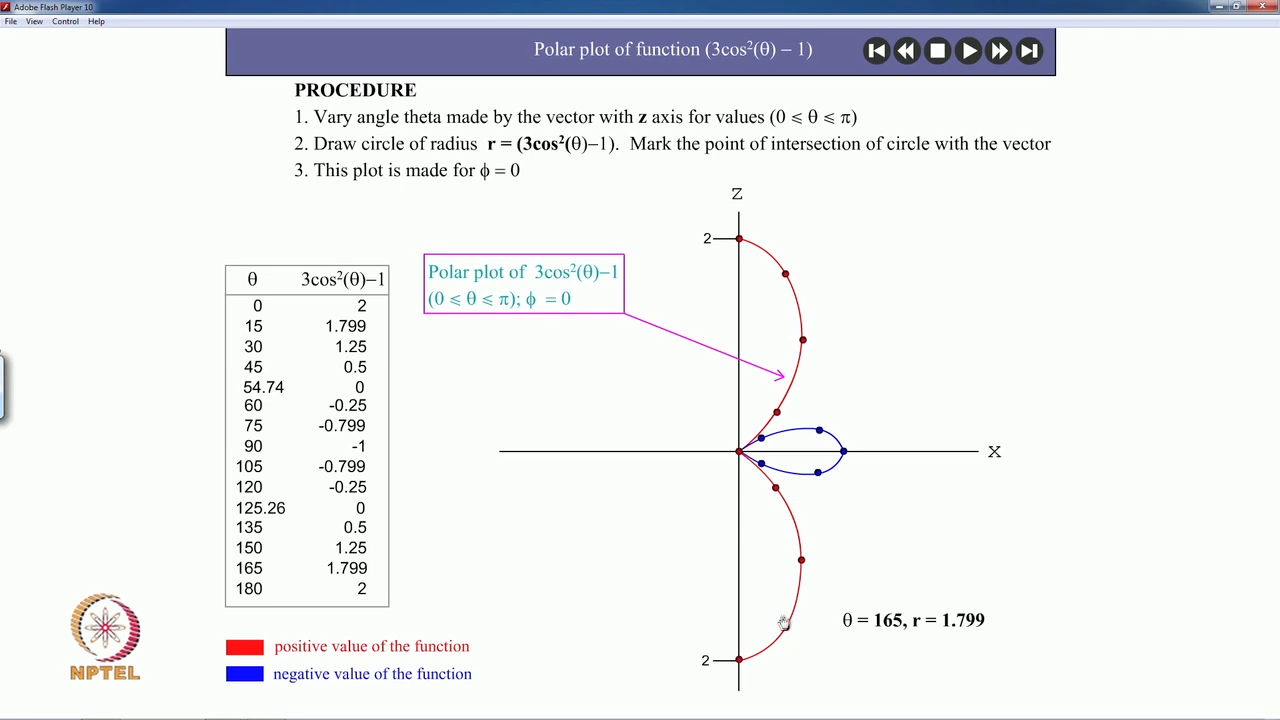 Adobe Flash Player 10
File View Control Help
Polar plot of function (3cos²(θ) − 1)
PROCEDURE
1. Vary angle theta made by the vector with z axis for values (0 ⩽ θ ⩽ π)
2. Draw circle of radius r = (3cos²(θ)−1). Mark the point of intersection of circle with the vector
3. This plot is made for ϕ = 0
Z
2
Polar plot of 3cos²(θ)−1
(0 ⩽ θ ⩽ π); ϕ = 0
θ 3cos²(θ)−1
0 2
15 1.799
30 1.25
45 0.5
54.74 0
60 -0.25
75 -0.799
90 -1
105 -0.799
120 -0.25
125.26 0
135 0.5
150 1.25
165 1.799
180 2
X
θ = 165, r = 1.799
2
positive value of the function
negative value of the function
NPTEL